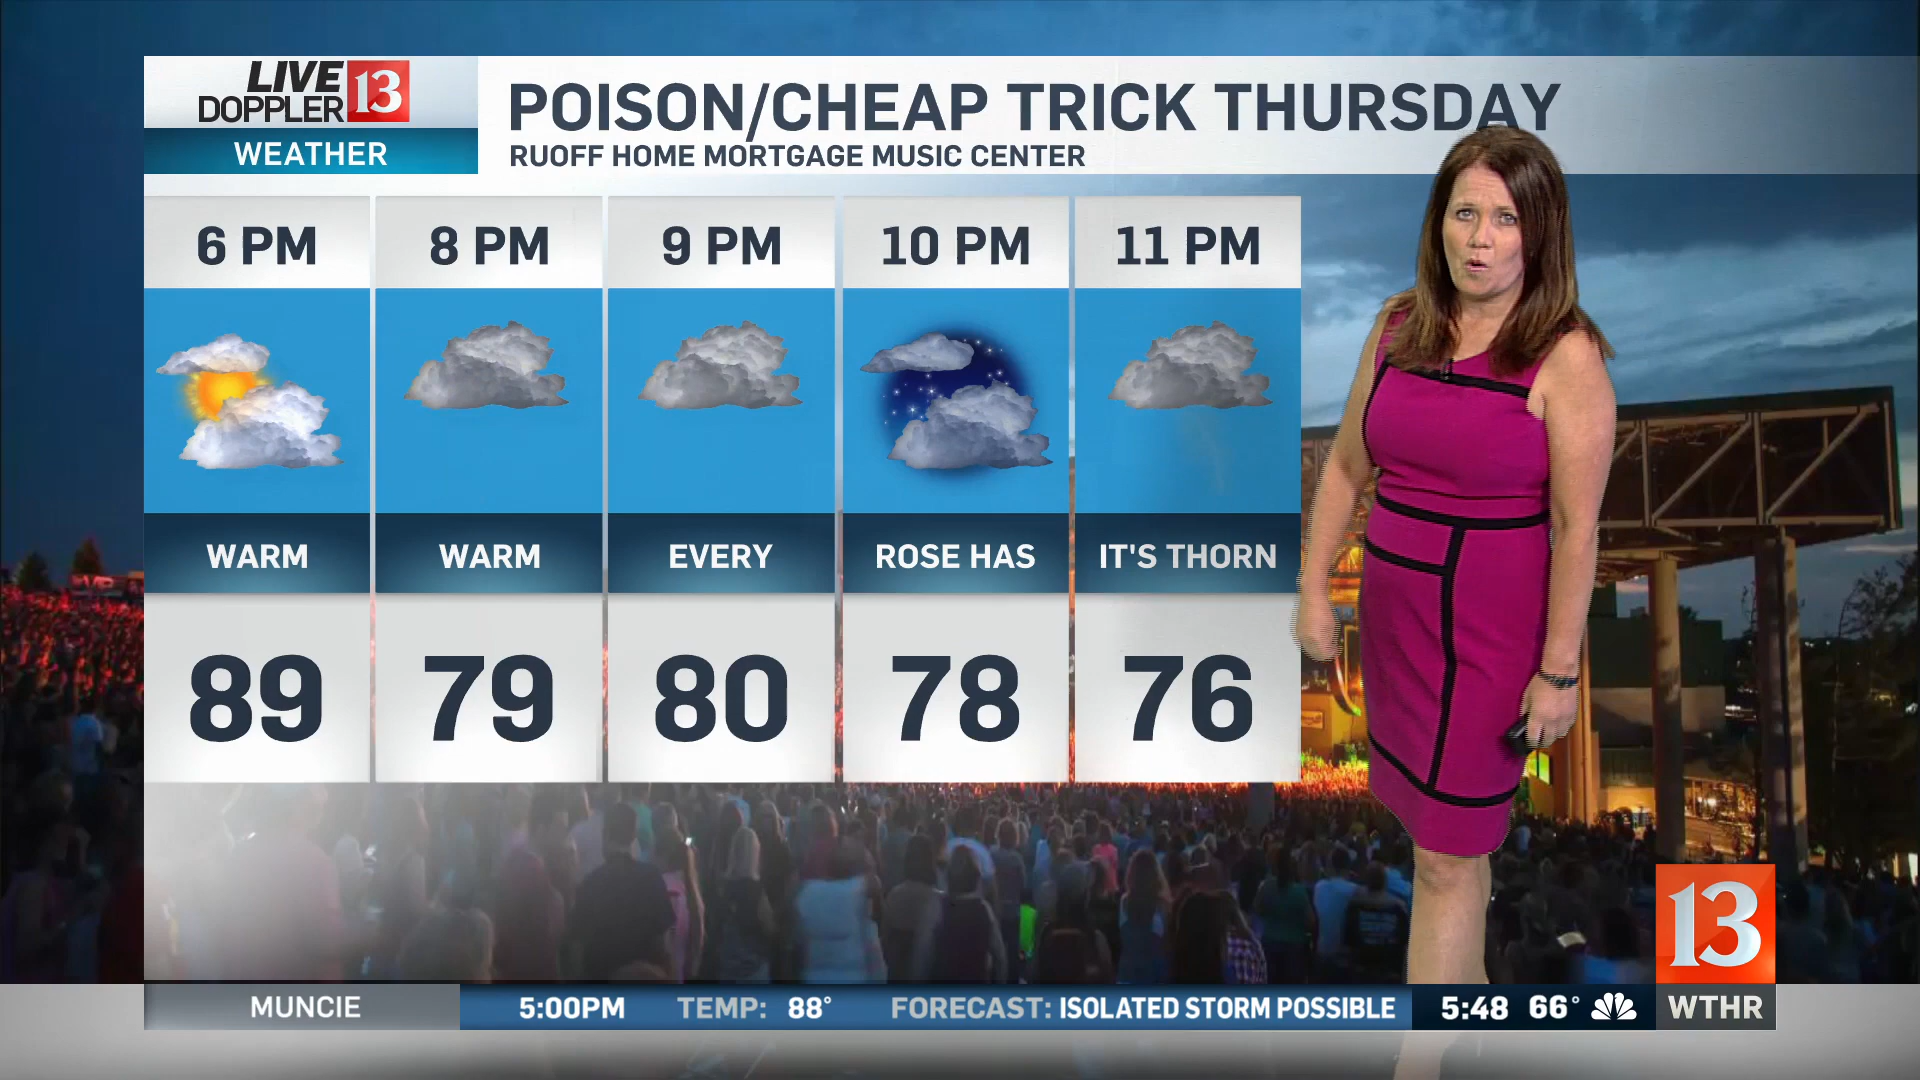 LIVE
DOPPLER 13
WEATHER
POISON/CHEAP TRICK THURSDAY
RUOFF HOME MORTGAGE MUSIC CENTER
6 PM 8 PM 9 PM 10 PM 11 PM
WARM WARM EVERY ROSE HAS IT'S THORN
89 79 80 78 76
13
MUNCIE 5:00PM TEMP: 88° FORECAST: ISOLATED STORM POSSIBLE 5:48 66° WTHR